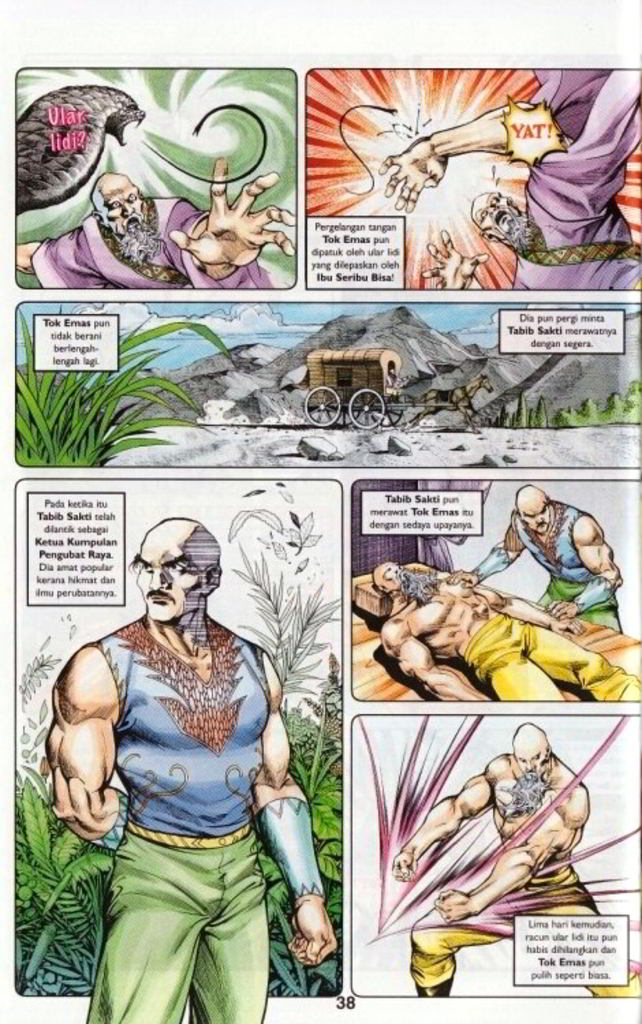 Ular
lidi?
YAT!
Pergelangan tangan
Tok Emas pun
dipatuk oleh ular lidi
yang dilepaskan oleh
Ibu Seribu Bisa!
Tok Emas pun
tidak berani
berlengah-
lengah lagi.
Dia pun pergi minta
Tabib Sakti merawatnya
dengan segera.
Pada ketika itu
Tabib Sakti telah
dilantik sebagai
Ketua Kumpulan
Pengubat Raya.
Dia amat popular
kerana hikmat dan
ilmu perubatannya.
Tabib Sakti pun
merawat Tok Emas itu
dengan sedaya upayanya.
Lima hari kemudian,
racun ular lidi itu pun
habis dihilangkan dan
Tok Emas pun
pulih seperti biasa.
38